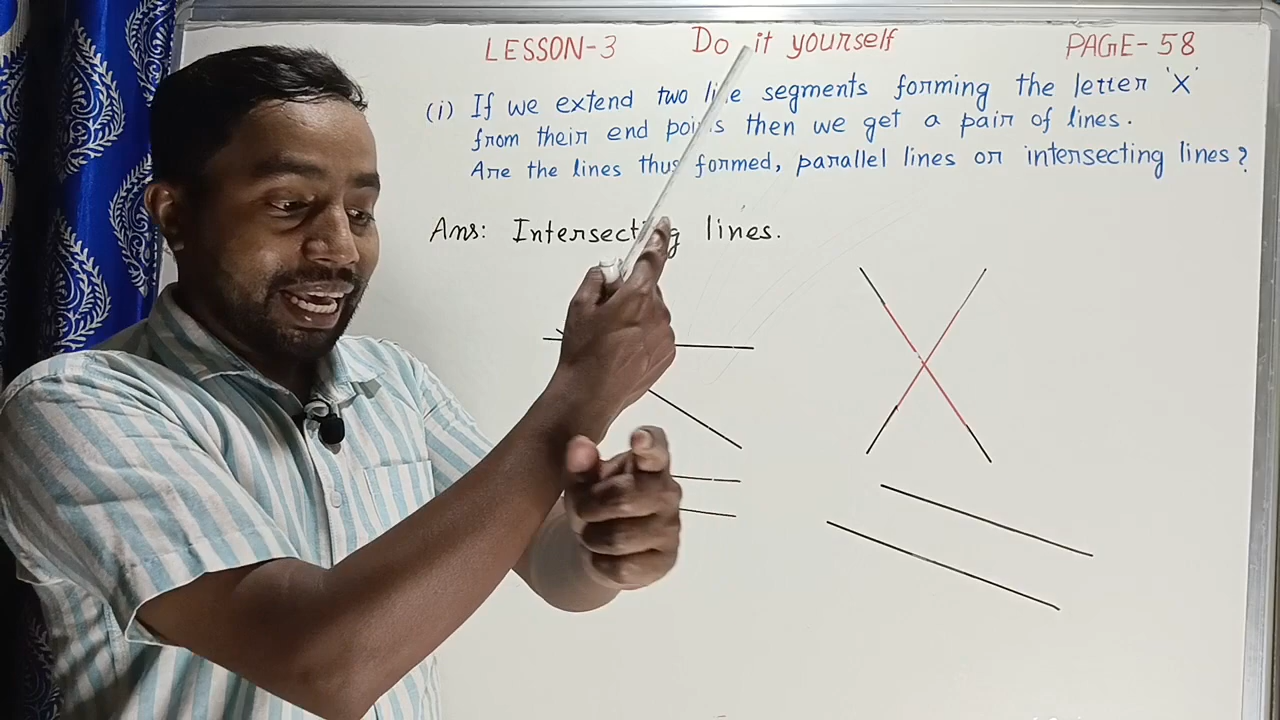 LESSON-3 Do it yourself PAGE-58
(i) If we extend two line segments forming the letter 'X'
from their end points then we get a pair of lines.
Are the lines thus formed, parallel lines or intersecting lines?
Ans: Intersecting lines.